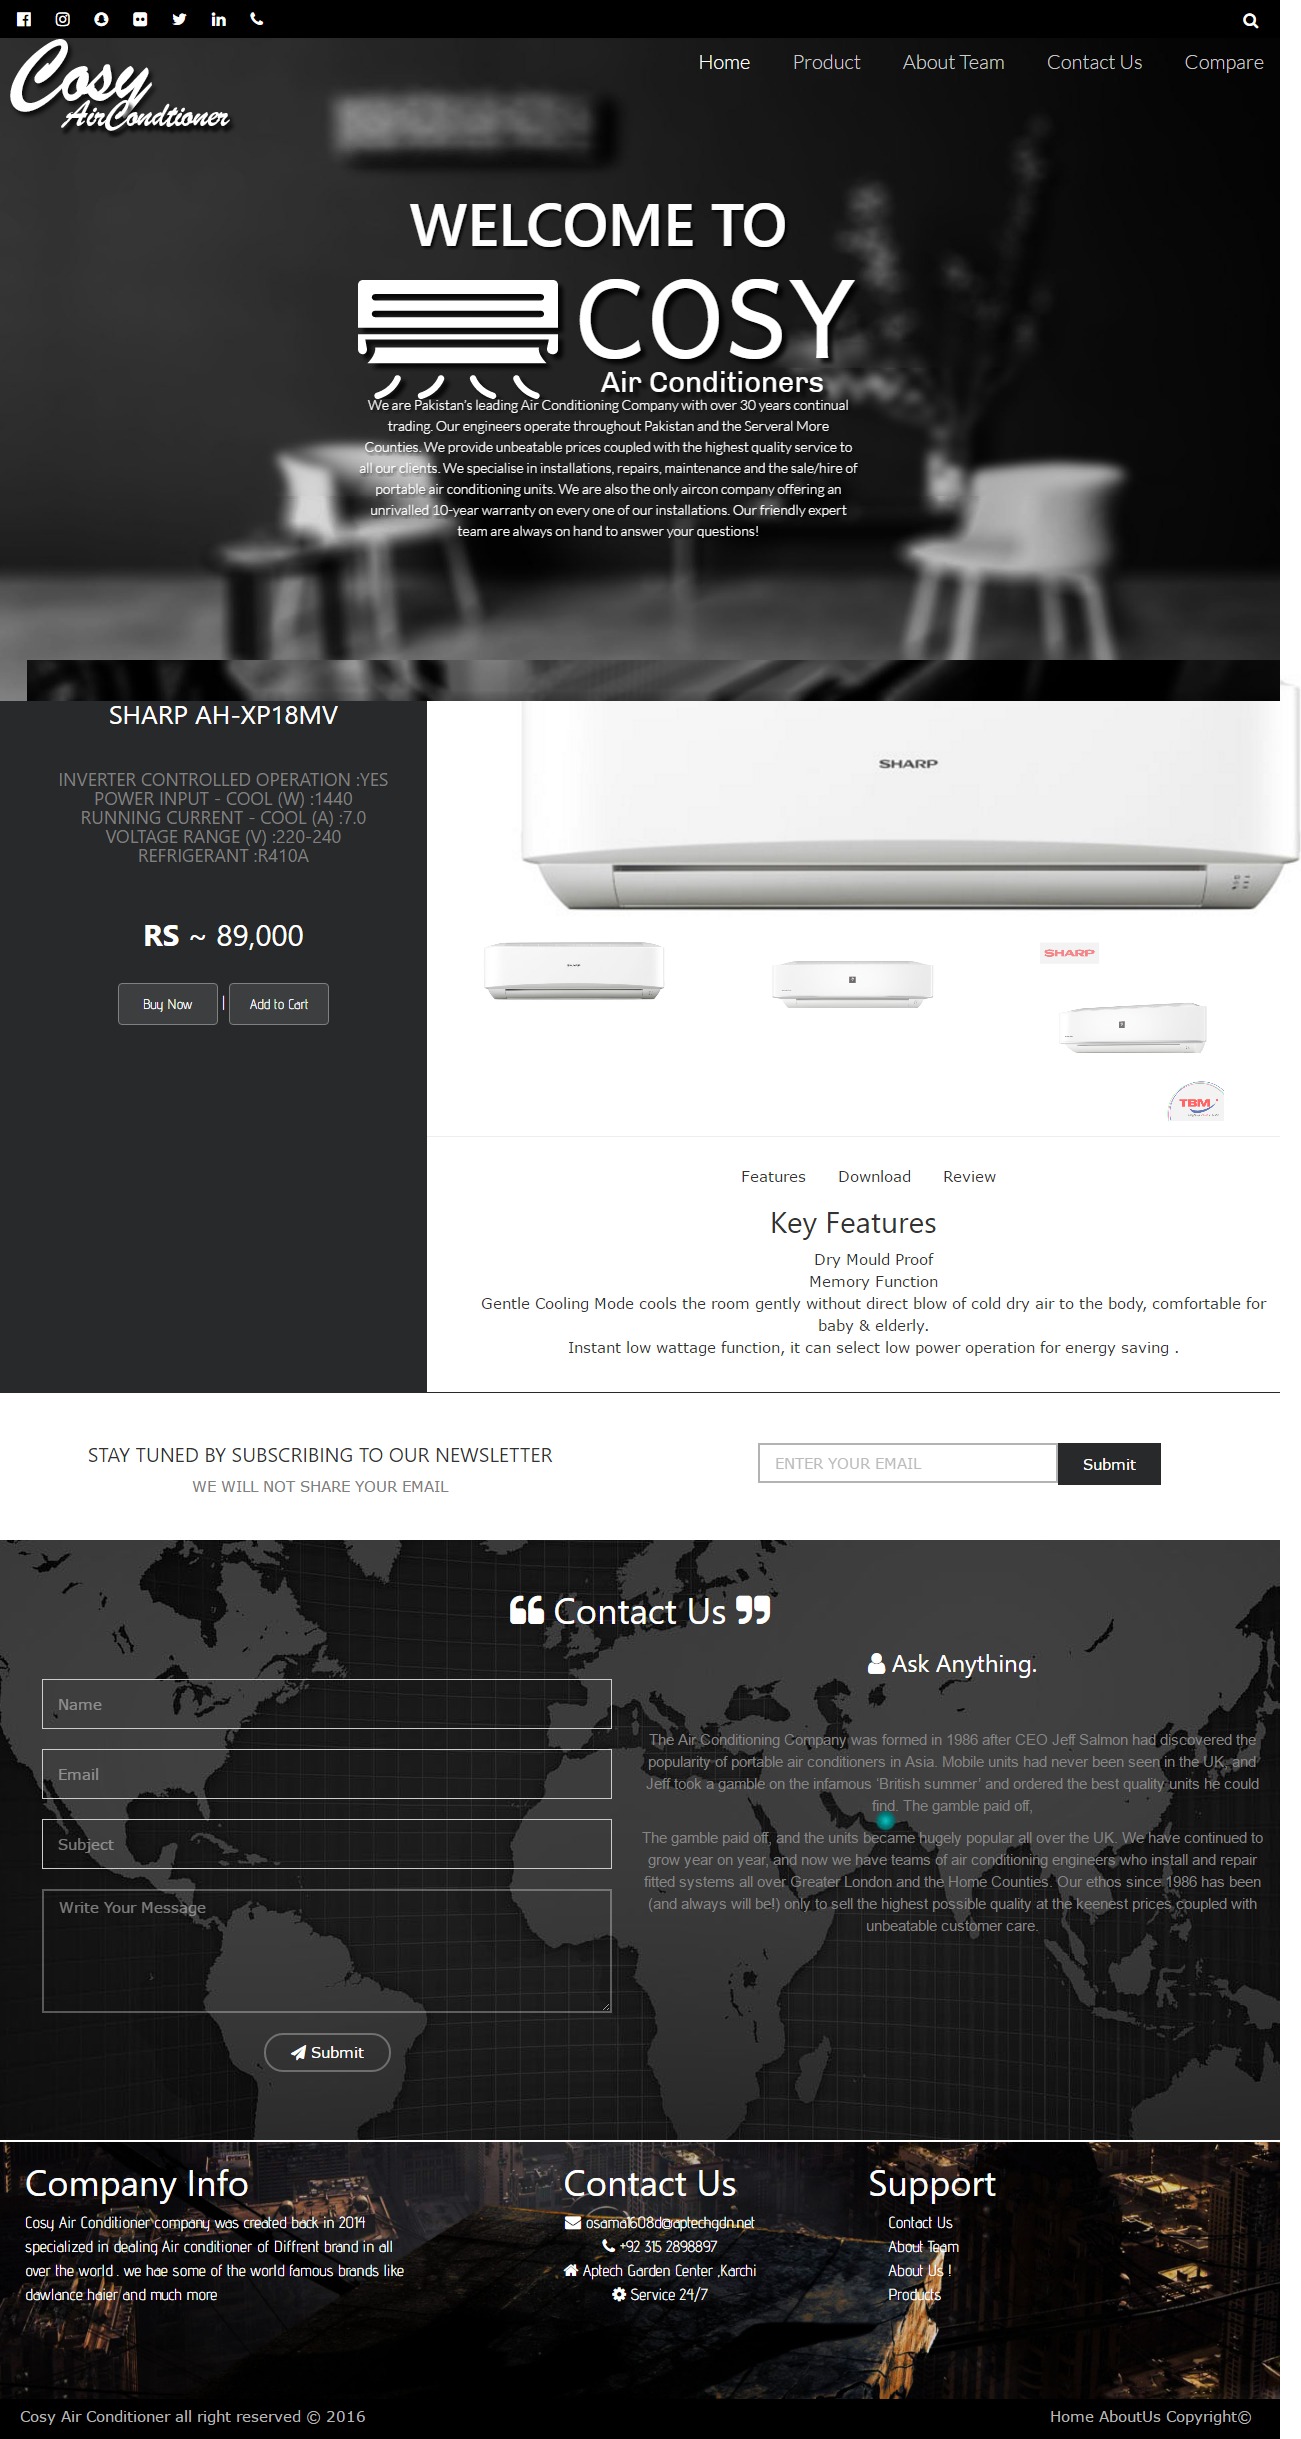 Home Product About Team Contact Us Compare
Cosy
AirCondtioner
WELCOME TO
COSY
Air Conditioners
We are Pakistan's leading Air Conditioning Company with over 30 years continual
trading. Our engineers operate throughout Pakistan and the Serveral More
Counties. We provide unbeatable prices coupled with the highest quality service to
all our clients. We specialise in installations, repairs, maintenance and the sale/hire of
portable air conditioning units. We are also the only aircon company offering an
unrivalled 10-year warranty on every one of our installations. Our friendly expert
team are always on hand to answer your questions!
SHARP AH-XP18MV
INVERTER CONTROLLED OPERATION :YES
POWER INPUT - COOL (W) :1440
RUNNING CURRENT - COOL (A) :7.0
VOLTAGE RANGE (V) :220-240
REFRIGERANT :R410A
RS ~ 89,000
Buy Now | Add to Cart
SHARP
SHARP
SHARP
TBM
Features Download Review
Key Features
Dry Mould Proof
Memory Function
Gentle Cooling Mode cools the room gently without direct blow of cold dry air to the body, comfortable for
baby & elderly.
Instant low wattage function, it can select low power operation for energy saving .
STAY TUNED BY SUBSCRIBING TO OUR NEWSLETTER
WE WILL NOT SHARE YOUR EMAIL
ENTER YOUR EMAIL
Submit
❝ Contact Us ❞
Name
Email
Subject
Write Your Message
Submit
Ask Anything.
The Air Conditioning Company was formed in 1986 after CEO Jeff Salmon had discovered the
popularity of portable air conditioners in Asia. Mobile units had never been seen in the UK, and
Jeff took a gamble on the infamous 'British summer' and ordered the best quality units he could
find. The gamble paid off,
The gamble paid off, and the units became hugely popular all over the UK. We have continued to
grow year on year, and now we have teams of air conditioning engineers who install and repair
fitted systems all over Greater London and the Home Counties. Our ethos since 1986 has been
(and always will be!) only to sell the highest possible quality at the keenest prices coupled with
unbeatable customer care.
Company Info
Cosy Air Conditioner company was created back in 2014
specialized in dealing Air conditioner of Diffrent brand in all
over the world . we hae some of the world famous brands like
dawlance haier and much more
Contact Us
osama1608d@aptechgdn.net
+92 315 2898897
Aptech Garden Center ,Karchi
Service 24/7
Support
Contact Us
About Team
About Us !
Products
Cosy Air Conditioner all right reserved © 2016
Home AboutUs Copyright©